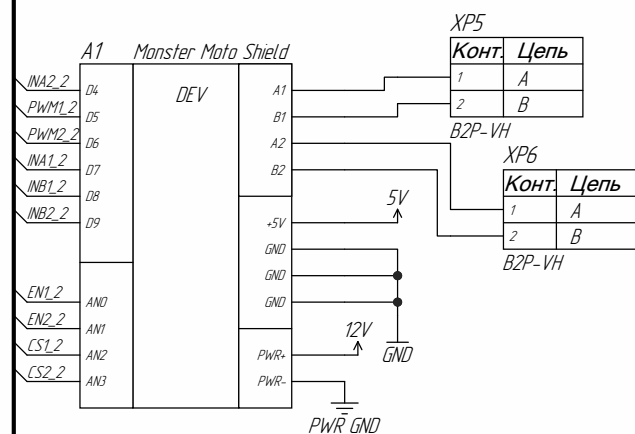 XP5
A1 Monster Moto Shield
Конт. Цепь
INA2_2 D4 DEV A1 1 A
PWM1_2 D5 B1 2 B
B2P-VH
PWM2_2 D6 A2
XP6
INA1_2 D7 B2
Конт. Цепь
INB1_2 D8 5V 1 A
INB2_2 D9 +5V 2 B
GND
B2P-VH
GND
EN1_2 AN0 GND
EN2_2 AN1 12V
CS1_2 AN2 PWR+ GND
CS2_2 AN3 PWR-
PWR GND